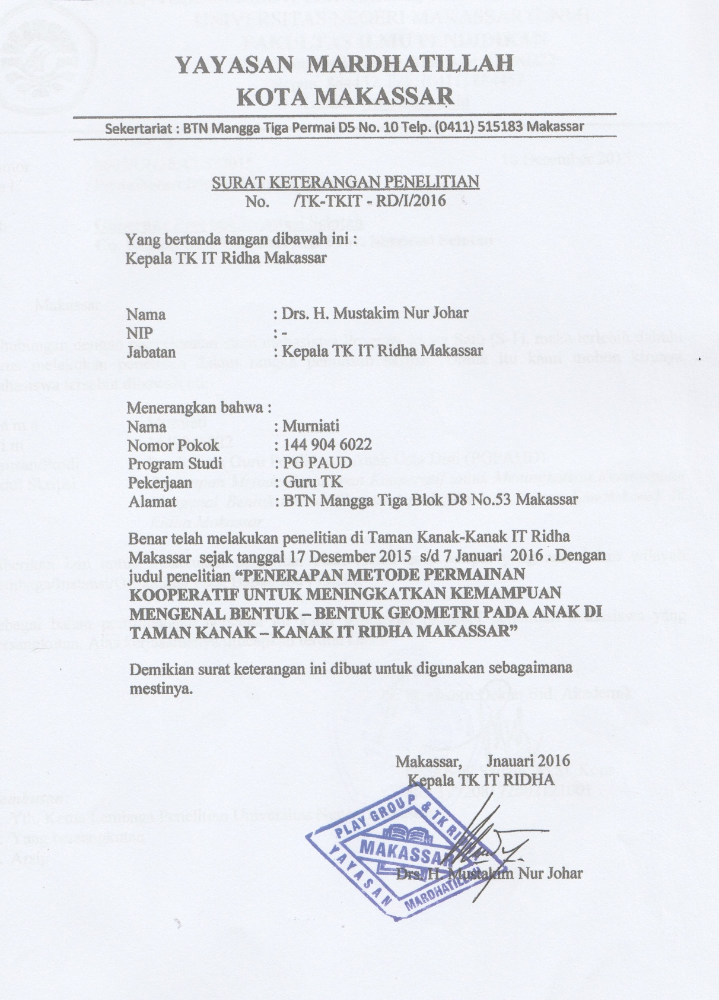 YAYASAN MARDHATILLAH
KOTA MAKASSAR
Sekertariat : BTN Mangga Tiga Permai D5 No. 10 Telp. (0411) 515183 Makassar
SURAT KETERANGAN PENELITIAN
No. /TK-TKIT - RD/I/2016
Yang bertanda tangan dibawah ini :
Kepala TK IT Ridha Makassar
Nama : Drs. H. Mustakim Nur Johar
NIP : -
Jabatan : Kepala TK IT Ridha Makassar
Menerangkan bahwa :
Nama : Murniati
Nomor Pokok : 144 904 6022
Program Studi : PG PAUD
Pekerjaan : Guru TK
Alamat : BTN Mangga Tiga Blok D8 No.53 Makassar
Benar telah melakukan penelitian di Taman Kanak-Kanak IT Ridha
Makassar sejak tanggal 17 Desember 2015 s/d 7 Januari 2016 Dengan
judul penelitian “PENERAPAN METODE PERMAINAN
KOOPERATIF UNTUK MENINGKATKAN KEMAMPUAN
MENGENAL BENTUK – BENTUK GEOMETRI PADA ANAK DI
TAMAN KANAK – KANAK IT RIDHA MAKASSAR”
Demikian surat keterangan ini dibuat untuk digunakan sebagaimana
mestinya.
Makassar, Jnauari 2016
Kepala TK IT RIDHA
PLAY GROUP & TK RIDHA
MAKASSAR
YAYASAN MARDHATILLAH
Drs. H. Mustakim Nur Johar